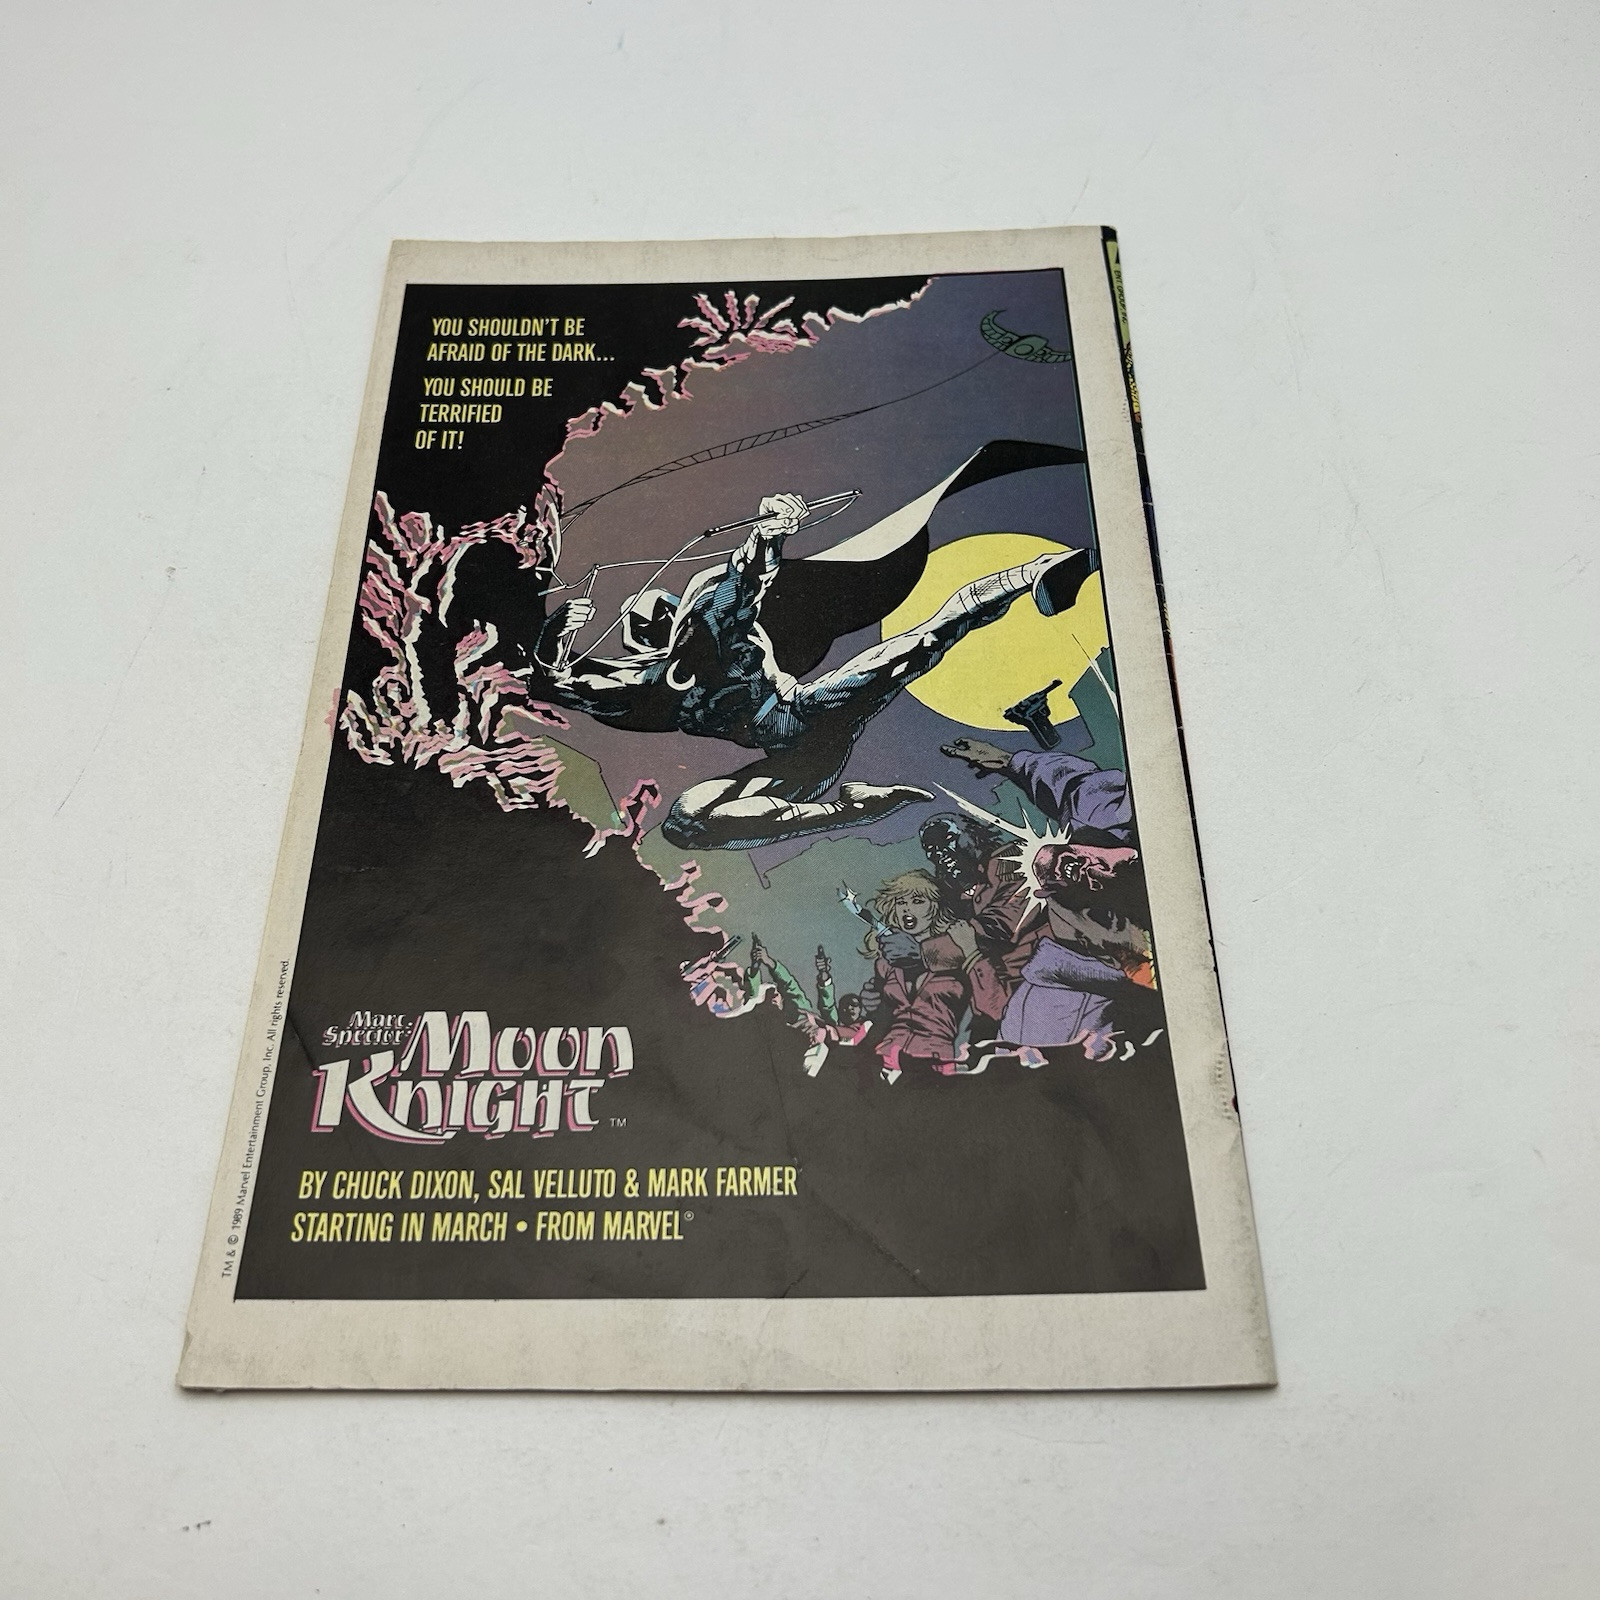 YOU SHOULDN'T BE
AFRAID OF THE DARK...
YOU SHOULD BE
TERRIFIED
OF IT!
Marc
Spector:
Moon
Knight™
BY CHUCK DIXON, SAL VELLUTO & MARK FARMER
STARTING IN MARCH • FROM MARVEL®
TM & © 1989 Marvel Entertainment Group, Inc. All rights reserved.